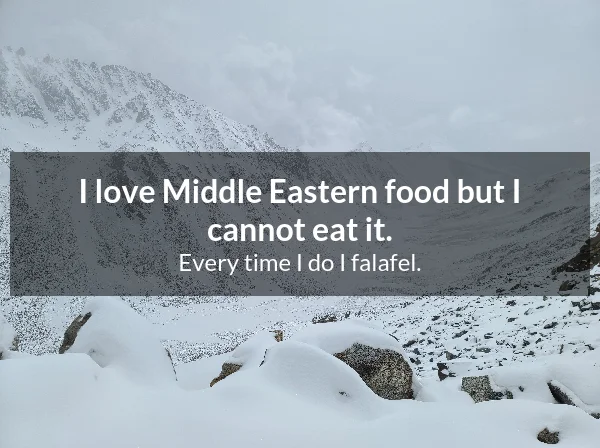 I love Middle Eastern food but I
cannot eat it.
Every time I do I falafel.